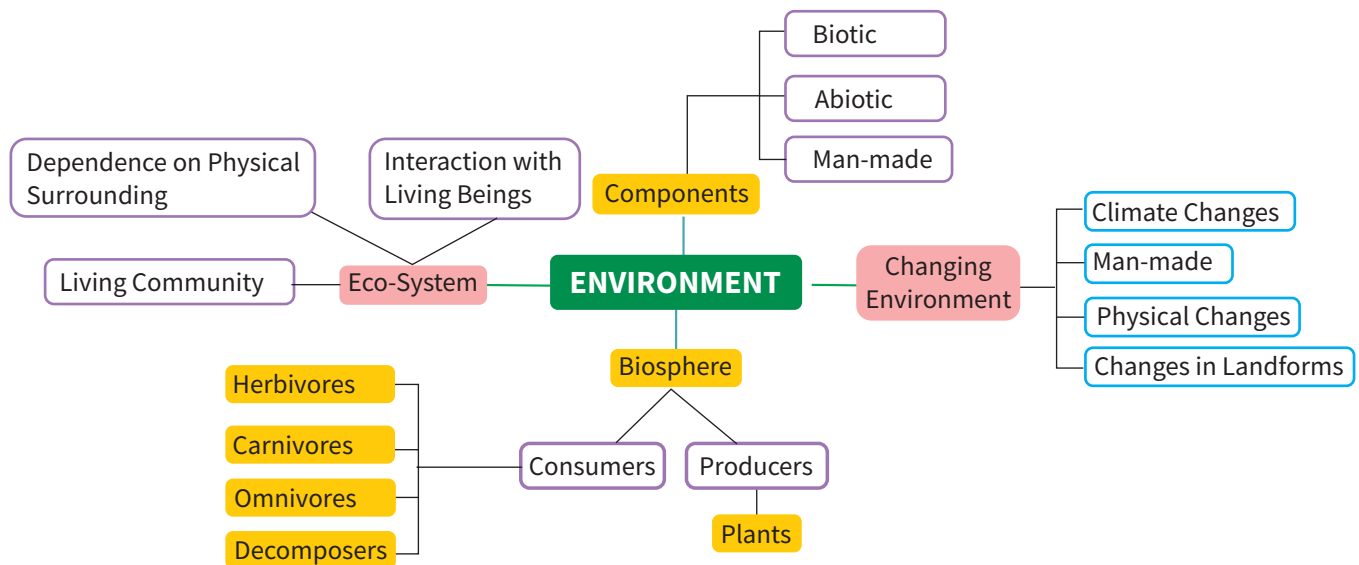 Biotic
Abiotic
Man-made
Components
Dependence on Physical
Surrounding
Interaction with
Living Beings
Living Community
Eco-System
ENVIRONMENT
Changing
Environment
Climate Changes
Man-made
Physical Changes
Changes in Landforms
Biosphere
Consumers
Producers
Plants
Herbivores
Carnivores
Omnivores
Decomposers